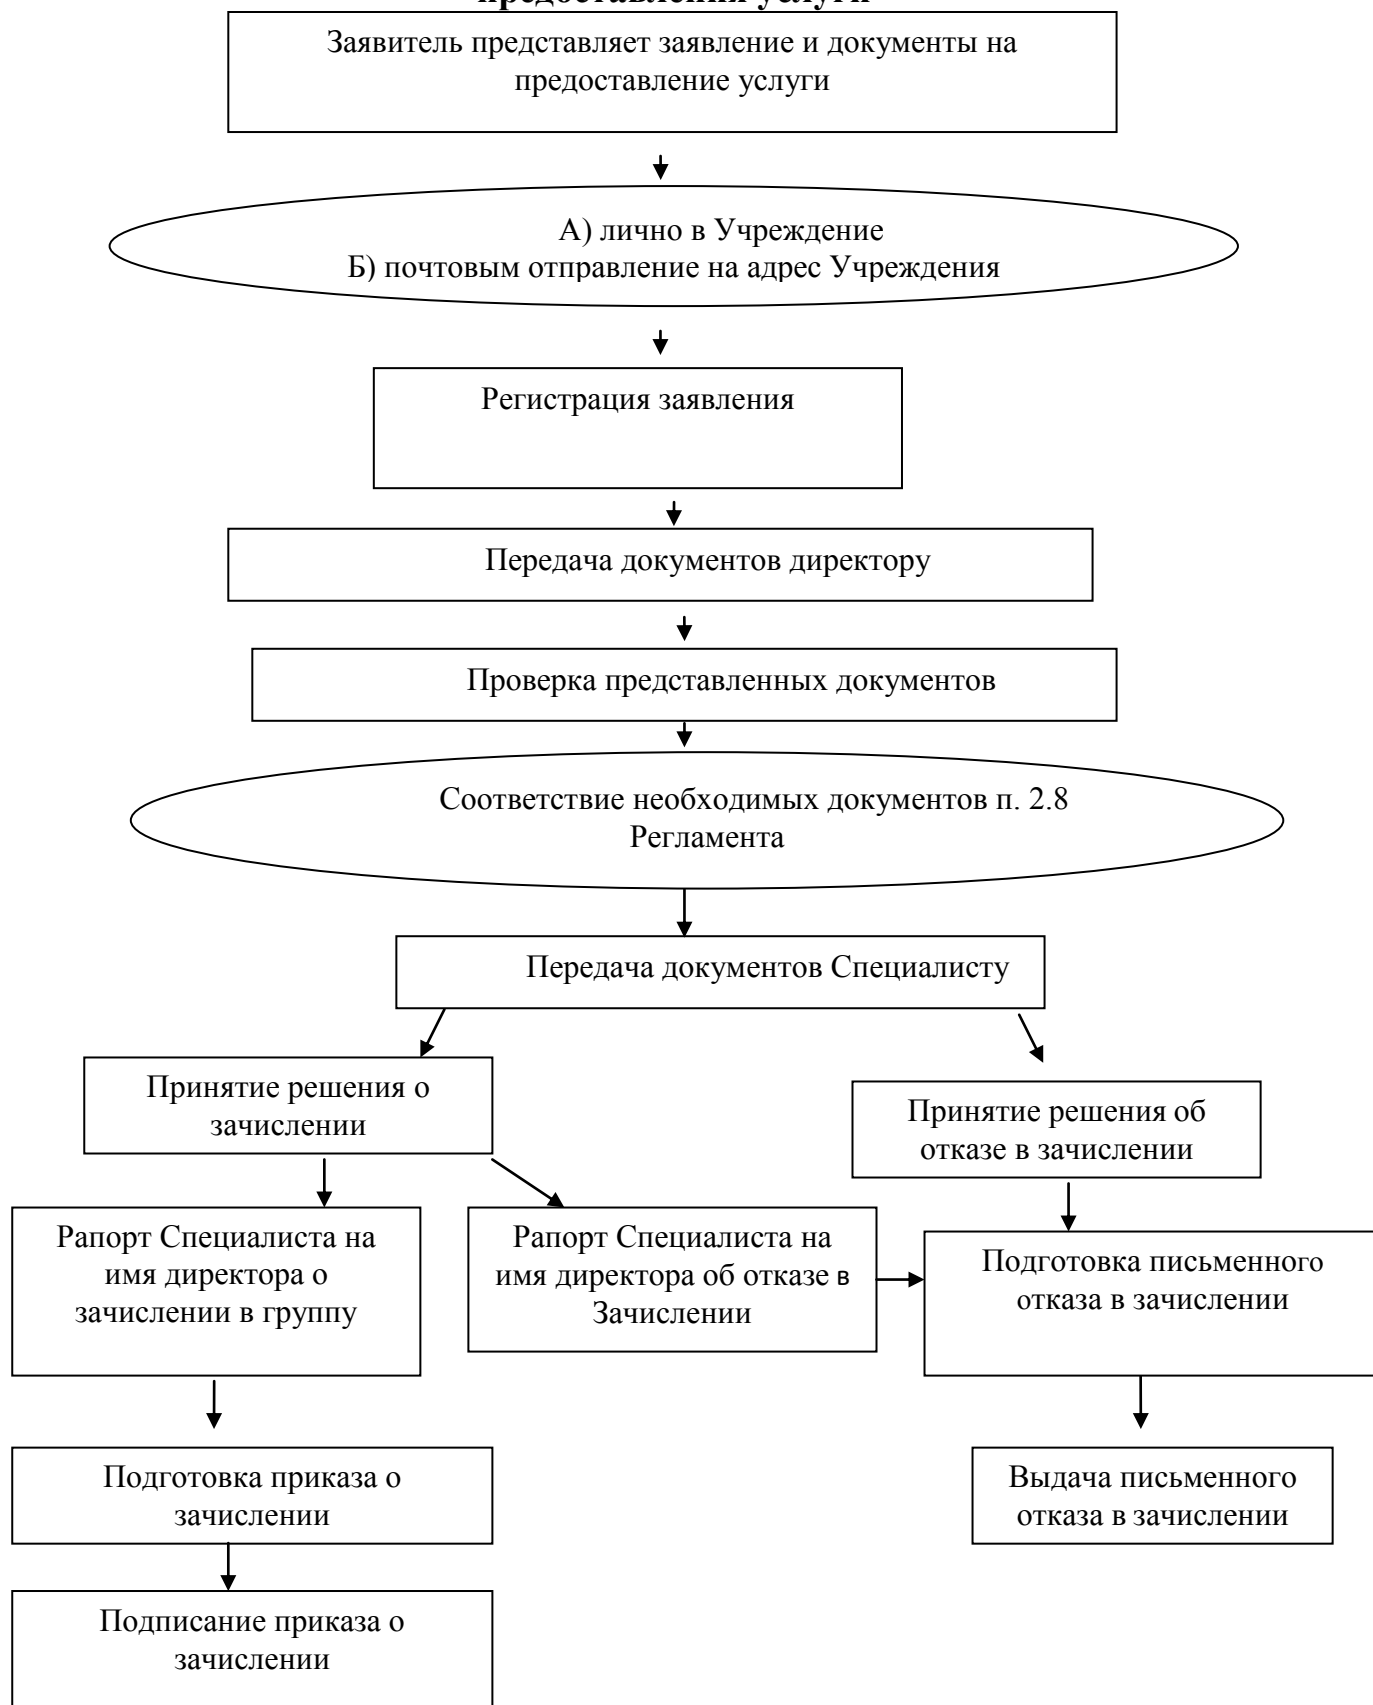 предоставления услуги
Заявитель представляет заявление и документы на
предоставление услуги
А) лично в Учреждение
Б) почтовым отправление на адрес Учреждения
Регистрация заявления
Передача документов директору
Проверка представленных документов
Соответствие необходимых документов п. 2.8
Регламента
Передача документов Специалисту
Принятие решения о
зачислении
Принятие решения об
отказе в зачислении
Рапорт Специалиста на
имя директора о
зачислении в группу
Рапорт Специалиста на
имя директора об отказе в
Зачислении
Подготовка письменного
отказа в зачислении
Подготовка приказа о
зачислении
Выдача письменного
отказа в зачислении
Подписание приказа о
зачислении